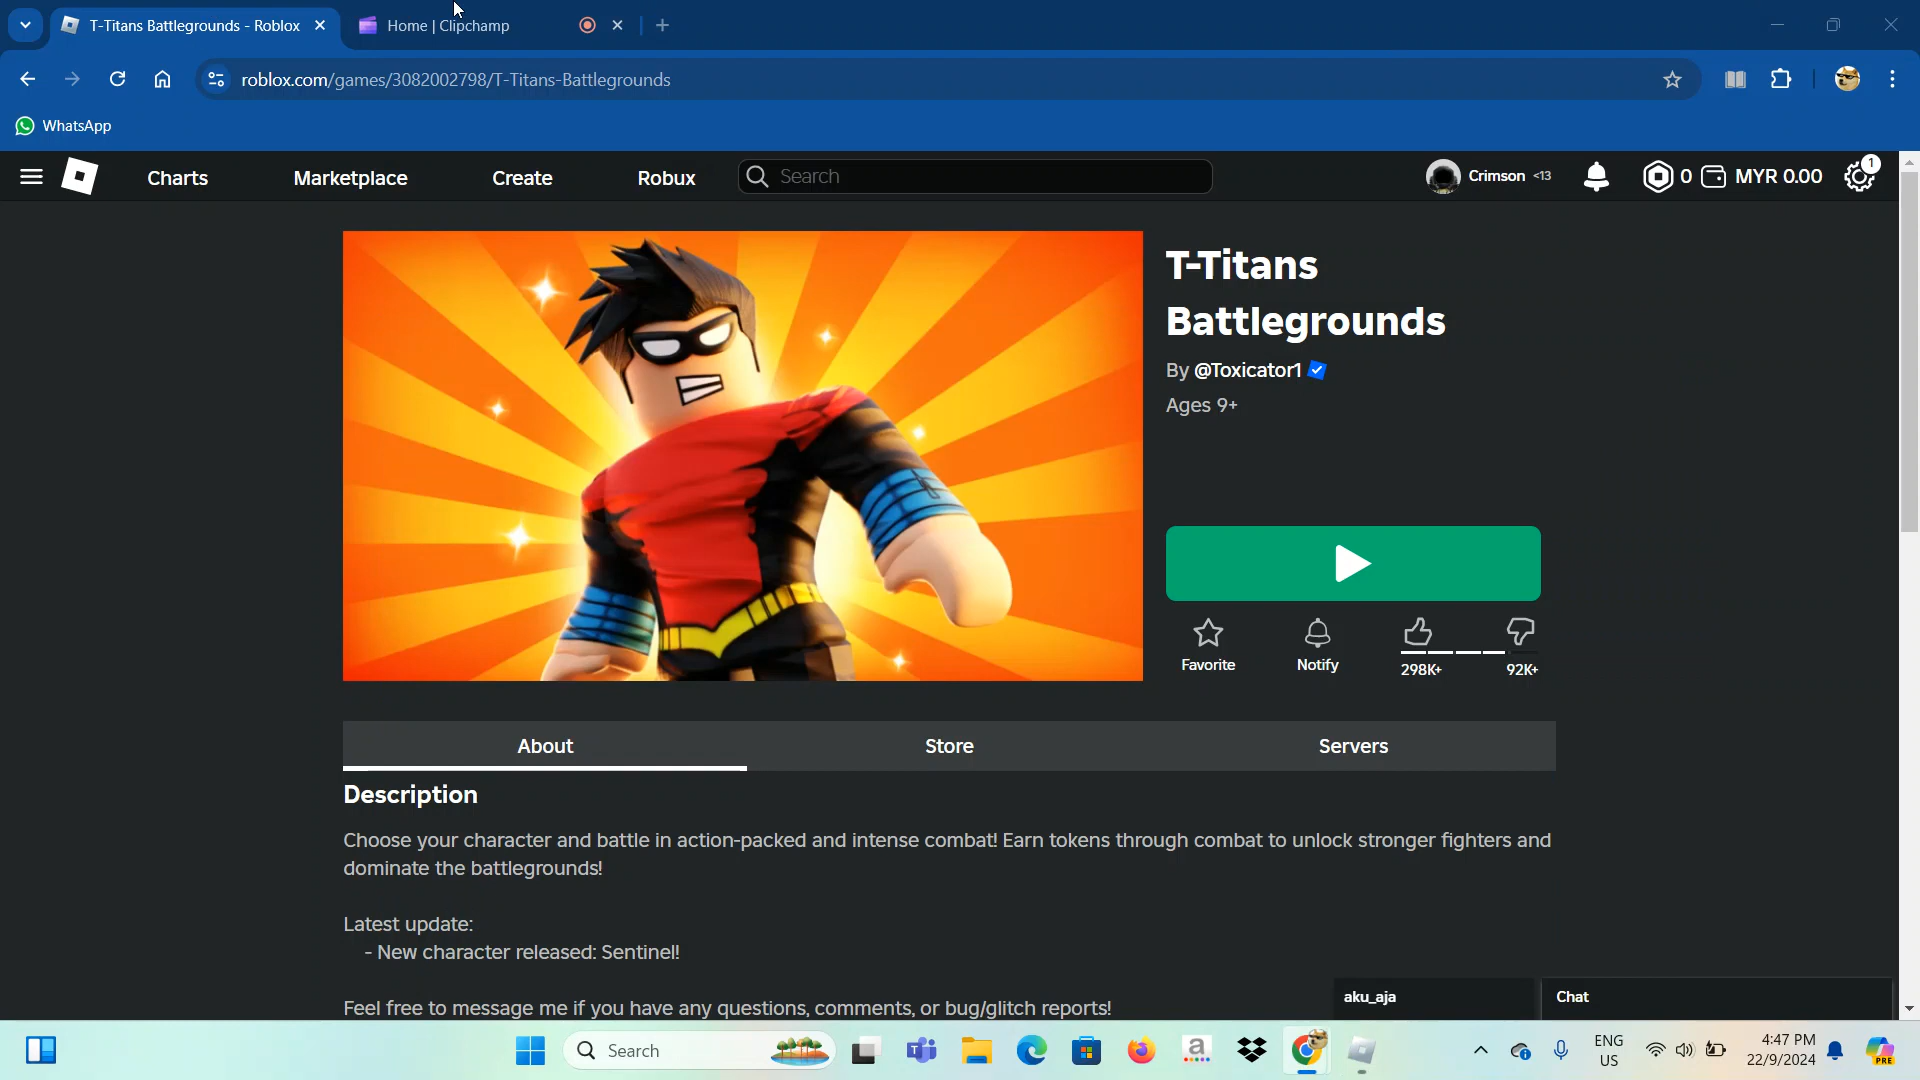 T-Titans Battlegrounds - Roblox
Home | Clipchamp
roblox.com/games/3082002798/T-Titans-Battlegrounds
WhatsApp
Charts
Marketplace
Create
Robux
Search
Crimson <13
0
MYR 0.00
1
T-Titans
Battlegrounds
By @Toxicator1
Ages 9+
Favorite
Notify
298K+
92K+
About
Store
Servers
Description
Choose your character and battle in action-packed and intense combat! Earn tokens through combat to unlock stronger fighters and
dominate the battlegrounds!
Latest update:
- New character released: Sentinel!
Feel free to message me if you have any questions, comments, or bug/glitch reports!
aku_aja
Chat
Search
a
ENG
US
4:47 PM
22/9/2024
PRE